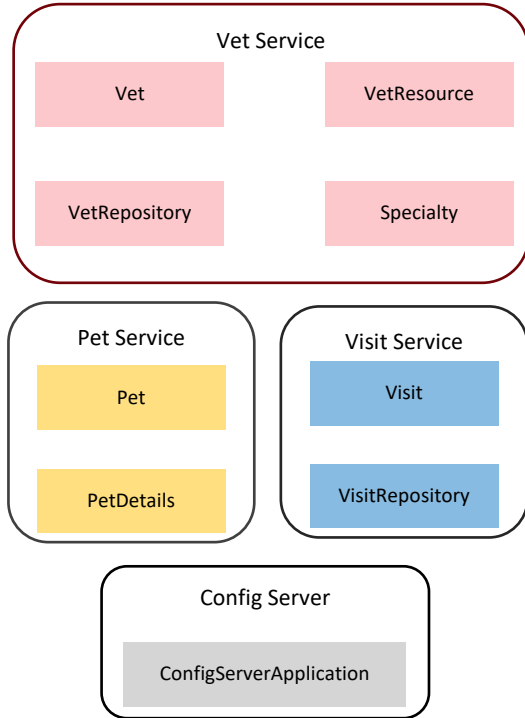 Vet Service
Vet
VetResource
VetRepository
Specialty
Pet Service
Pet
PetDetails
Visit Service
Visit
VisitRepository
Config Server
ConfigServerApplication